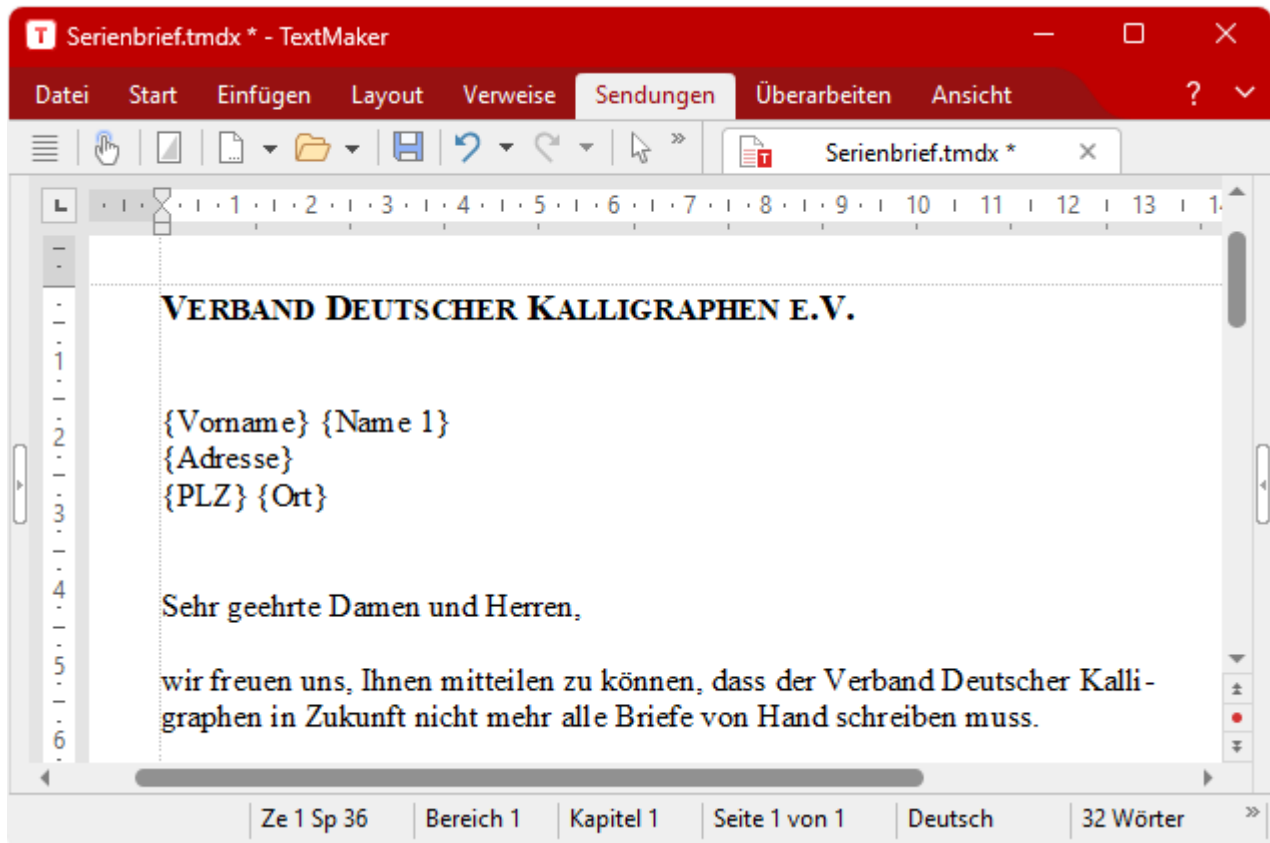 T Serienbrief.tmdx * - TextMaker
Datei Start Einfügen Layout Verweise Sendungen Überarbeiten Ansicht ?
T Serienbrief.tmdx *
L 1 2 3 4 5 6 7 8 9 10 11 12 13
VERBAND DEUTSCHER KALLIGRAPHEN E.V.
1
{Vorname} {Name 1}
2
{Adresse}
{PLZ} {Ort}
3
4
Sehr geehrte Damen und Herren,
5
wir freuen uns, Ihnen mitteilen zu können, dass der Verband Deutscher Kalli-
graphen in Zukunft nicht mehr alle Briefe von Hand schreiben muss.
6
Ze 1 Sp 36 Bereich 1 Kapitel 1 Seite 1 von 1 Deutsch 32 Wörter